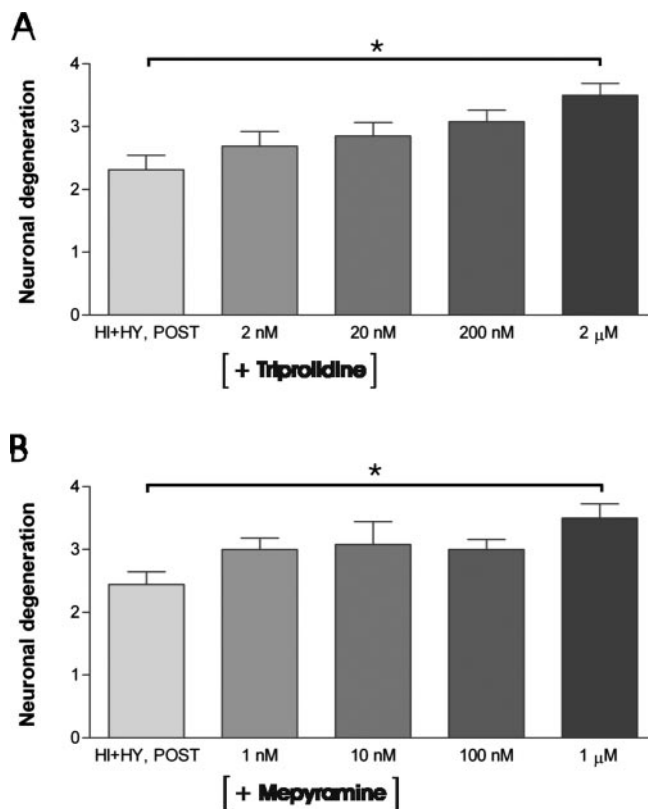 A
*
Neuronal degeneration
4
3
2
1
0
HI+HY, POST 2 nM 20 nM 200 nM 2 μM
[ + Triprolidine ]
B
*
Neuronal degeneration
4
3
2
1
0
HI+HY, POST 1 nM 10 nM 100 nM 1 μM
[ + Mepyramine ]